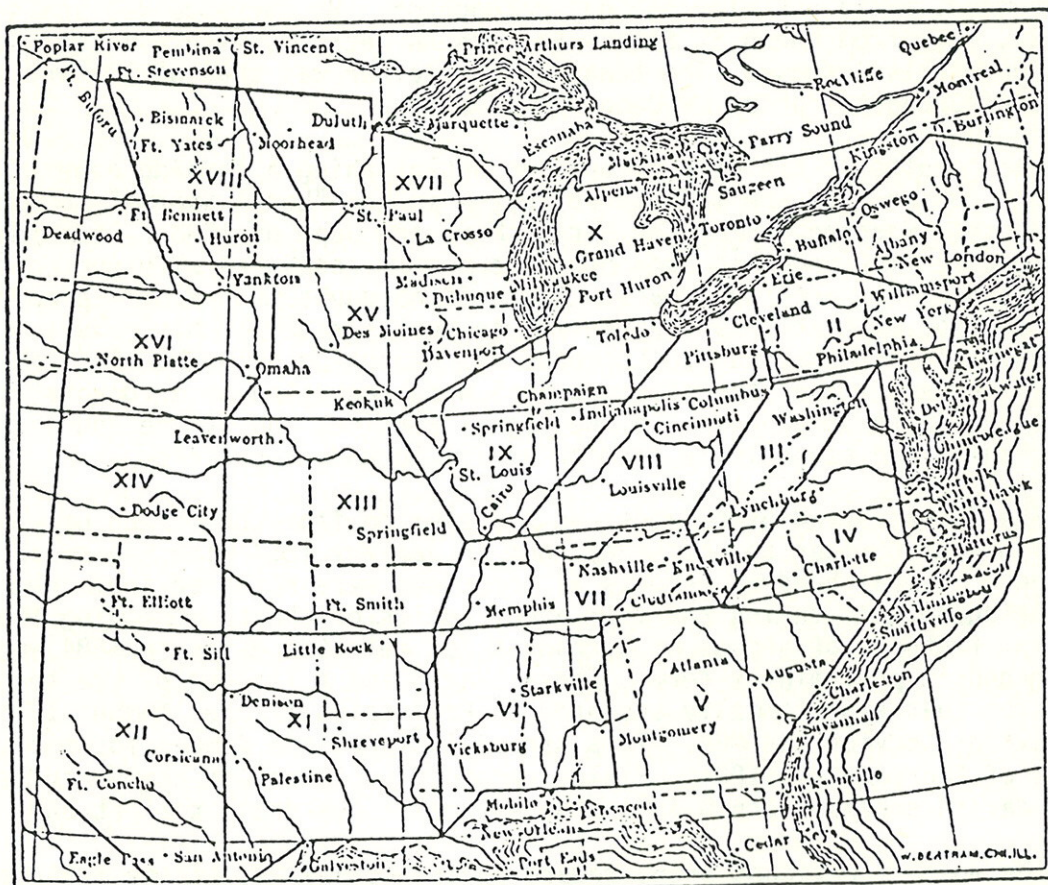 Poplar River
Pembina
St. Vincent
Prince Arthurs Landing
Quebec
Ft. Stevenson
Ft. Buford
Rockliffe
Montreal
Bismarck
Duluth
Marquette
Escanaba
Parry Sound
Burlington
Ft. Yates
Moorhead
Mackinaw City
Kingston
XVIII
XVII
Alpena
Saugeen
Oswego
I
Ft. Bennett
St. Paul
Toronto
Deadwood
Huron
La Crosso
X
Grand Haven
Buffalo
Albany
New London
Yankton
Madison
Milwaukee
Port Huron
Erie
Williamsport
Dubuque
XV
Des Moines
Chicago
Toledo
Cleveland
II
New York
XVI
Davenport
Pittsburg
Philadelphia
Barnegat
North Platte
Omaha
Keokuk
Champaign
Indianapolis
Columbus
Washington
Leavenworth
Springfield
Cincinnati
IX
III
XIV
St. Louis
VIII
XIII
Louisville
Dodge City
Cairo
Lynchburg
Springfield
IV
Hatteras
Nashville
Knoxville
Charlotte
Ft. Elliott
Ft. Smith
Memphis
VII
Smithville
Ft. Sill
Little Rock
Atlanta
Augusta
Charleston
Denison
Starkville
XI
VI
V
Savannah
XII
Shreveport
Vicksburg
Montgomery
Corsicana
Palestine
Ft. Concho
Jacksonville
Mobile
Pensacola
New Orleans
Eagle Pass
San Antonio
Galveston
Port Eads
Cedar Keys
W. BERTRAM, CHI, ILL.